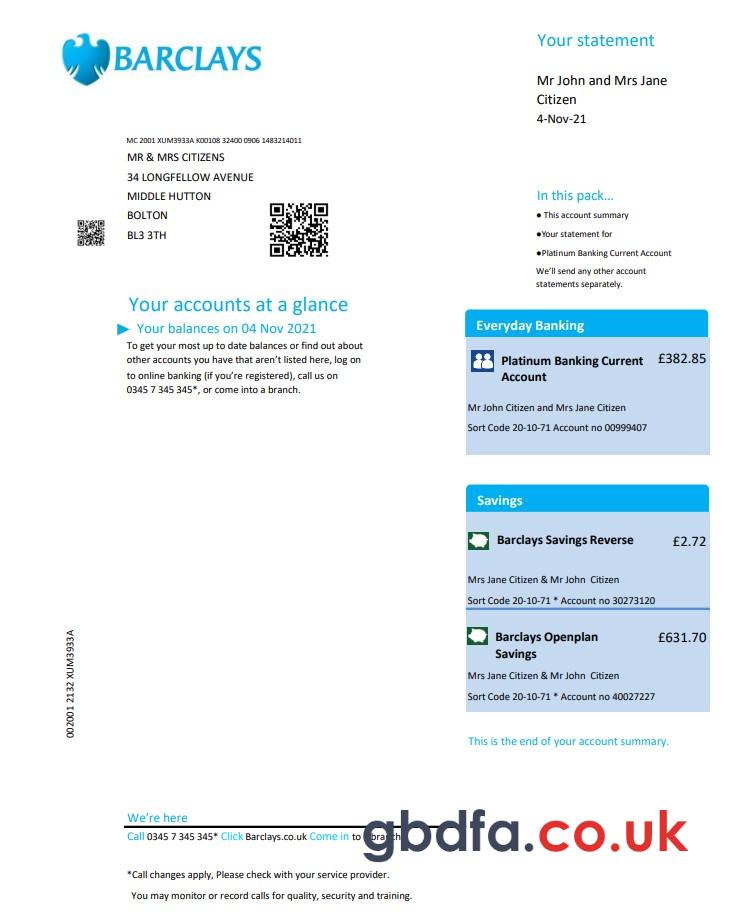 BARCLAYS
Your statement
Mr John and Mrs Jane
Citizen
4-Nov-21
MC 2001 XUM3933A K00108 32400 0906 1483214011
MR & MRS CITIZENS
34 LONGFELLOW AVENUE
MIDDLE HUTTON
BOLTON
BL3 3TH
In this pack...
● This account summary
●Your statement for
●Platinum Banking Current Account
We'll send any other account
statements separately.
Your accounts at a glance
Your balances on 04 Nov 2021
To get your most up to date balances or find out about
other accounts you have that aren't listed here, log on
to online banking (if you're registered), call us on
0345 7 345 345*, or come into a branch.
Everyday Banking
Platinum Banking Current £382.85
Account
Mr John Citizen and Mrs Jane Citizen
Sort Code 20-10-71 Account no 00999407
Savings
Barclays Savings Reverse £2.72
Mrs Jane Citizen & Mr John Citizen
Sort Code 20-10-71 * Account no 30273120
Barclays Openplan £631.70
Savings
Mrs Jane Citizen & Mr John Citizen
Sort Code 20-10-71 * Account no 40027227
This is the end of your account summary.
002001 2132 XUM3933A
We're here
Call 0345 7 345 345* Click Barclays.co.uk Come in to branch
gbdfa.co.uk
*Call changes apply, Please check with your service provider.
You may monitor or record calls for quality, security and training.